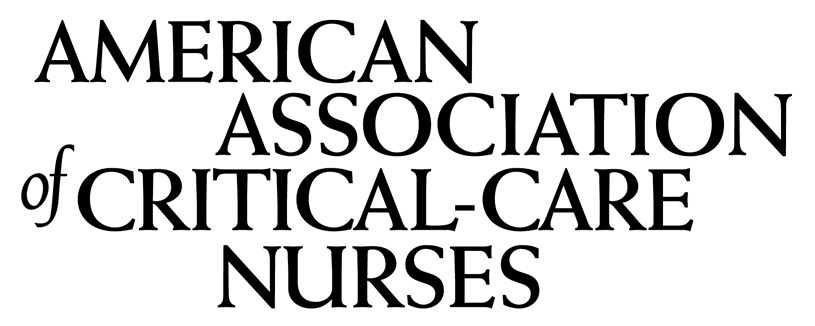 AMERICAN
ASSOCIATION
of CRITICAL-CARE
NURSES